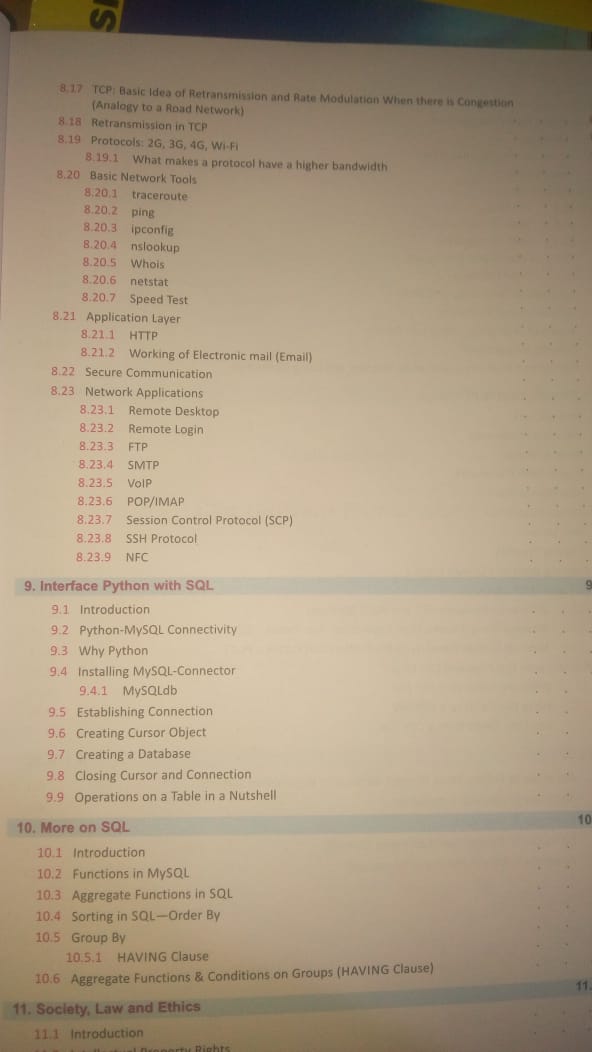 SI
8.17 TCP: Basic Idea of Retransmission and Rate Modulation When there is Congestion
(Analogy to a Road Network)
8.18 Retransmission in TCP
8.19 Protocols: 2G, 3G, 4G, Wi-Fi
8.19.1 What makes a protocol have a higher bandwidth
8.20 Basic Network Tools
8.20.1 traceroute
8.20.2 ping
8.20.3 ipconfig
8.20.4 nslookup
8.20.5 Whois
8.20.6 netstat
8.20.7 Speed Test
8.21 Application Layer
8.21.1 HTTP
8.21.2 Working of Electronic mail (Email)
8.22 Secure Communication
8.23 Network Applications
8.23.1 Remote Desktop
8.23.2 Remote Login
8.23.3 FTP
8.23.4 SMTP
8.23.5 VoIP
8.23.6 POP/IMAP
8.23.7 Session Control Protocol (SCP)
8.23.8 SSH Protocol
8.23.9 NFC
9. Interface Python with SQL 9
9.1 Introduction
9.2 Python-MySQL Connectivity
9.3 Why Python
9.4 Installing MySQL-Connector
9.4.1 MySQLdb
9.5 Establishing Connection
9.6 Creating Cursor Object
9.7 Creating a Database
9.8 Closing Cursor and Connection
9.9 Operations on a Table in a Nutshell
10. More on SQL 10
10.1 Introduction
10.2 Functions in MySQL
10.3 Aggregate Functions in SQL
10.4 Sorting in SQL—Order By
10.5 Group By
10.5.1 HAVING Clause
10.6 Aggregate Functions & Conditions on Groups (HAVING Clause)
11. Society, Law and Ethics 11.
11.1 Introduction
Property Rights